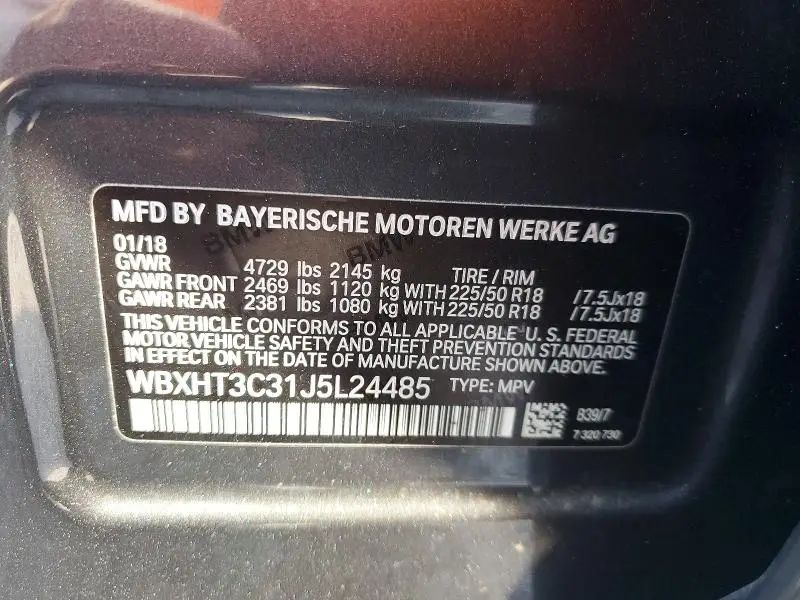 MFD BY BAYERISCHE MOTOREN WERKE AG
01/18
GVWR 4729 lbs 2145 kg TIRE / RIM
GAWR FRONT 2469 lbs 1120 kg WITH 225/50 R18 /7.5Jx18
GAWR REAR 2381 lbs 1080 kg WITH 225/50 R18 /7.5Jx18
THIS VEHICLE CONFORMS TO ALL APPLICABLE U.S. FEDERAL
MOTOR VEHICLE SAFETY AND THEFT PREVENTION STANDARDS
IN EFFECT ON THE DATE OF MANUFACTURE SHOWN ABOVE.
WBXHT3C31J5L24485 TYPE: MPV
B39/7
7 320 730
BMW
BMW